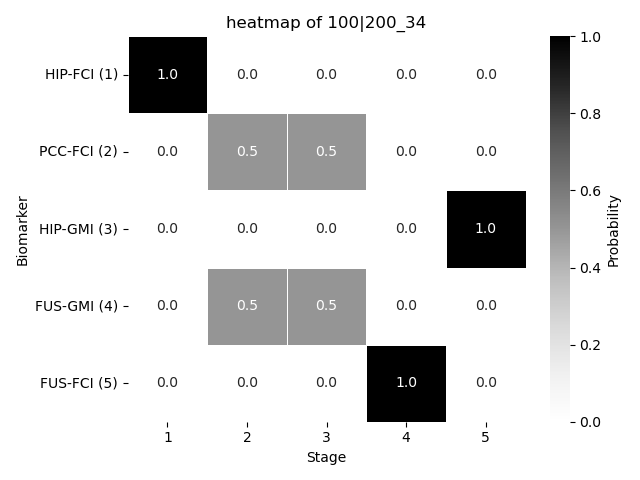 heatmap of 100|200_34
Biomarker
HIP-FCI (1) 1.0 0.0 0.0 0.0 0.0
PCC-FCI (2) 0.0 0.5 0.5 0.0 0.0
HIP-GMI (3) 0.0 0.0 0.0 0.0 1.0
FUS-GMI (4) 0.0 0.5 0.5 0.0 0.0
FUS-FCI (5) 0.0 0.0 0.0 1.0 0.0
1 2 3 4 5
Stage
1.0
0.8
0.6
0.4
0.2
0.0
Probability